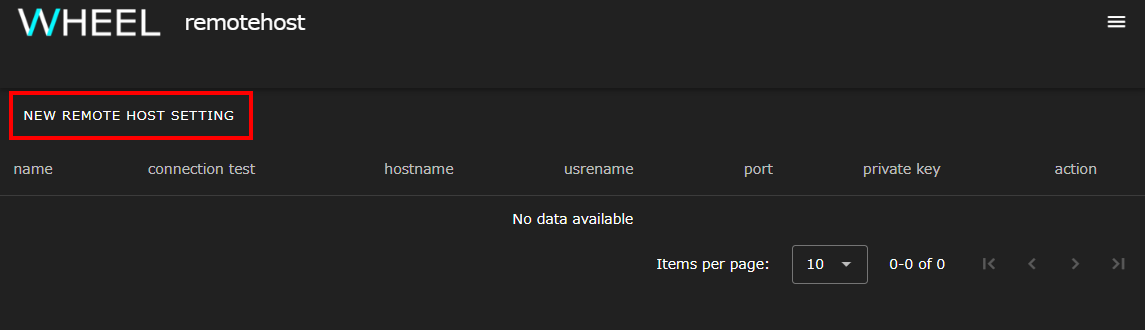 WHEEL remotehost
NEW REMOTE HOST SETTING
name connection test hostname usrename port private key action
No data available
Items per page: 10 0-0 of 0